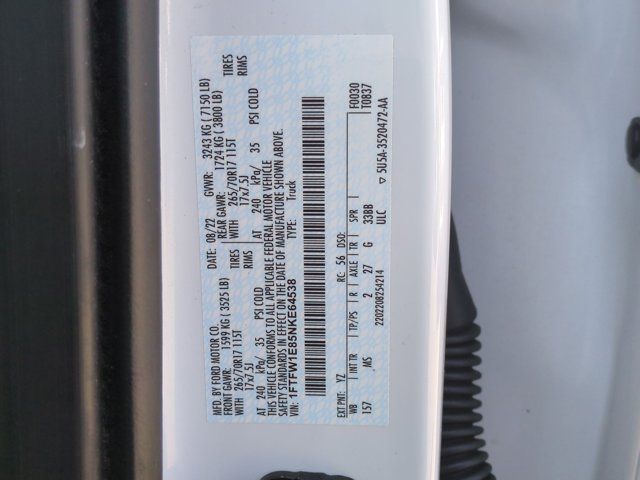 MFD. BY FORD MOTOR CO.
DATE: 08/22 GVWR: 3243 KG ( 7150 LB)
FRONT GAWR: 1599 KG ( 3525 LB) REAR GAWR: 1724 KG ( 3800 LB)
WITH 265/70R17 115T TIRES WITH 265/70R17 115T TIRES
17x7.5J RIMS 17x7.5J RIMS
AT 240 kPa/ 35 PSI COLD AT 240 kPa/ 35 PSI COLD
THIS VEHICLE CONFORMS TO ALL APPLICABLE FEDERAL MOTOR VEHICLE
SAFETY STANDARDS IN EFFECT ON THE DATE OF MANUFACTURE SHOWN ABOVE.
VIN: 1FTFW1E85NKE64538 TYPE: Truck
EXT PNT: YZ RC: 56 DSO: F0030
WB INT TR TP/PS R AXLE TR SPR T0837
157 MS 2 27 G 338B
2202208254214 ULC ▽ 5U5A-3520472-AA